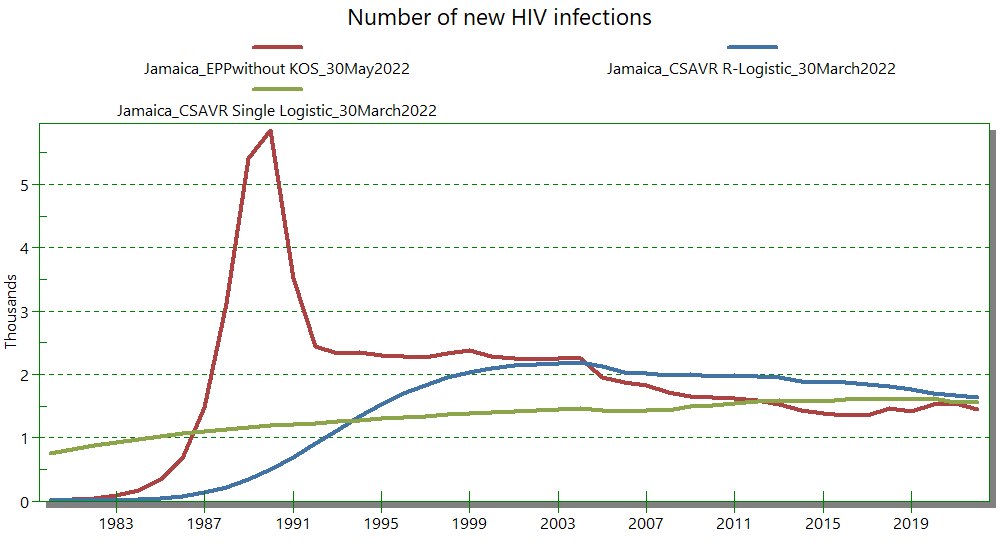 Number of new HIV infections
Jamaica_EPPwithout KOS_30May2022
Jamaica_CSAVR R-Logistic_30March2022
Jamaica_CSAVR Single Logistic_30March2022
Thousands
5
4
3
2
1
0
1983 1987 1991 1995 1999 2003 2007 2011 2015 2019